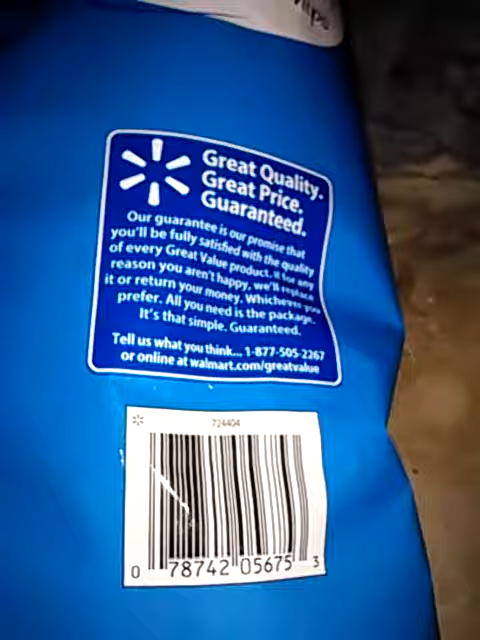 Great Quality.
Great Price.
Guaranteed.
Our guarantee is our promise that
you'll be fully satisfied with the quality
of every Great Value product. If for any
reason you aren't happy, we'll replace
it or return your money. Whichever you
prefer. All you need is the package.
It's that simple. Guaranteed.
Tell us what you think... 1-877-505-2267
or online at walmart.com/greatvalue
724404
0 78742 05675 3